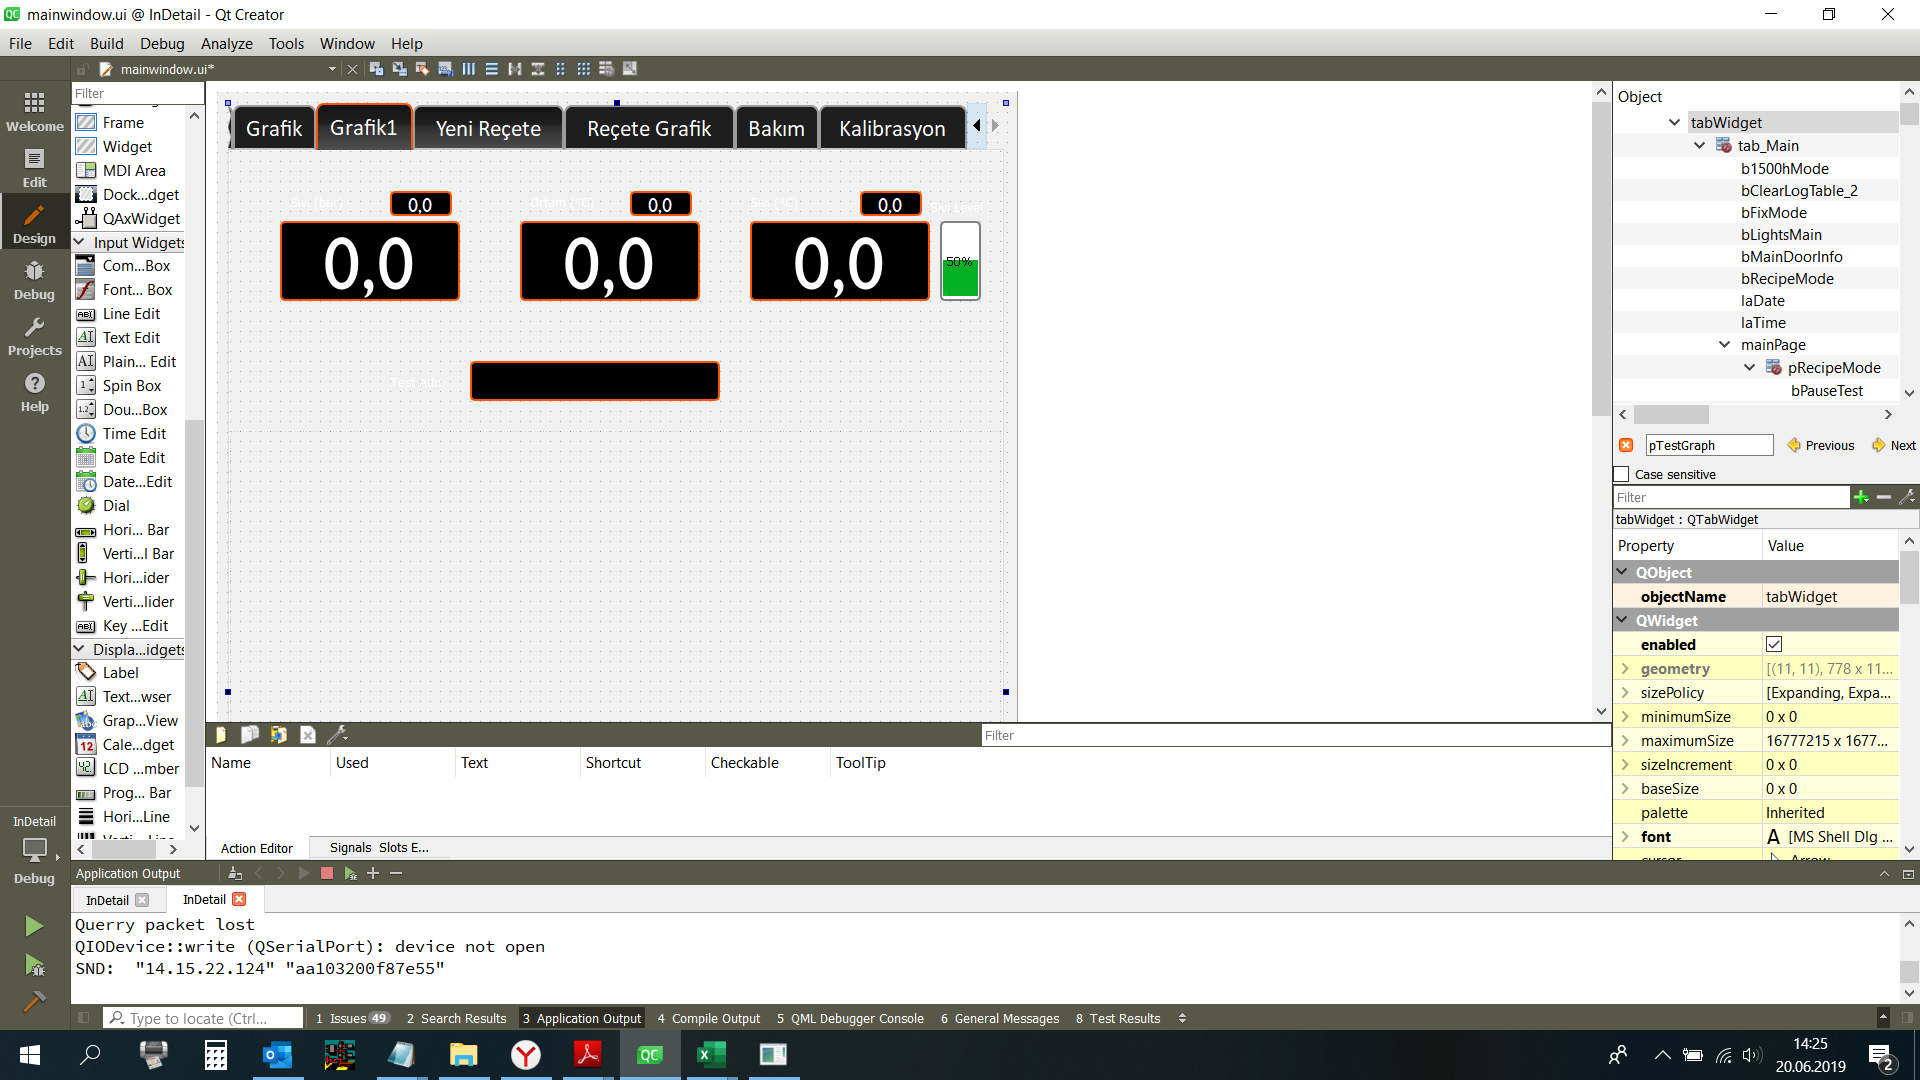 mainwindow.ui @ InDetail - Qt Creator
File Edit Build Debug Analyze Tools Window Help
mainwindow.ui*
Filter
Welcome
Edit
Design
Debug
Projects
Help
InDetail
Debug
Frame
Widget
MDI Area
Dock...dget
QAxWidget
Input Widgets
Com...Box
Font... Box
Line Edit
Text Edit
Plain... Edit
Spin Box
Dou...Box
Time Edit
Date Edit
Date...Edit
Dial
Hori... Bar
Verti...l Bar
Hori...ider
Verti...lider
Key ...Edit
Displa...idgets
Label
Text...wser
Grap...View
Cale...dget
LCD ...mber
Prog... Bar
Hori...Line
Grafik Grafik1 Yeni Reçete Reçete Grafik Bakım Kalibrasyon
Sıvı (bar) 0,0 Ortam (°C) 0,0 Sıvı (°C) 0,0 Sıvı Level
0,0 0,0 0,0 50%
Test Adı:
Filter
Name Used Text Shortcut Checkable ToolTip
Action Editor Signals Slots E...
Object
tabWidget
tab_Main
b1500hMode
bClearLogTable_2
bFixMode
bLightsMain
bMainDoorInfo
bRecipeMode
laDate
laTime
mainPage
pRecipeMode
bPauseTest
pTestGraph Previous Next
Case sensitive
Filter
tabWidget : QTabWidget
Property Value
QObject
objectName tabWidget
QWidget
enabled
geometry [(11, 11), 778 x 11...
sizePolicy [Expanding, Expa...
minimumSize 0 x 0
maximumSize 16777215 x 1677...
sizeIncrement 0 x 0
baseSize 0 x 0
palette Inherited
font A [MS Shell Dlg ...
cursor Arrow
Application Output
InDetail InDetail
Querry packet lost
QIODevice::write (QSerialPort): device not open
SND: "14.15.22.124" "aa103200f87e55"
Type to locate (Ctrl... 1 Issues 49 2 Search Results 3 Application Output 4 Compile Output 5 QML Debugger Console 6 General Messages 8 Test Results
14:25
20.06.2019
2